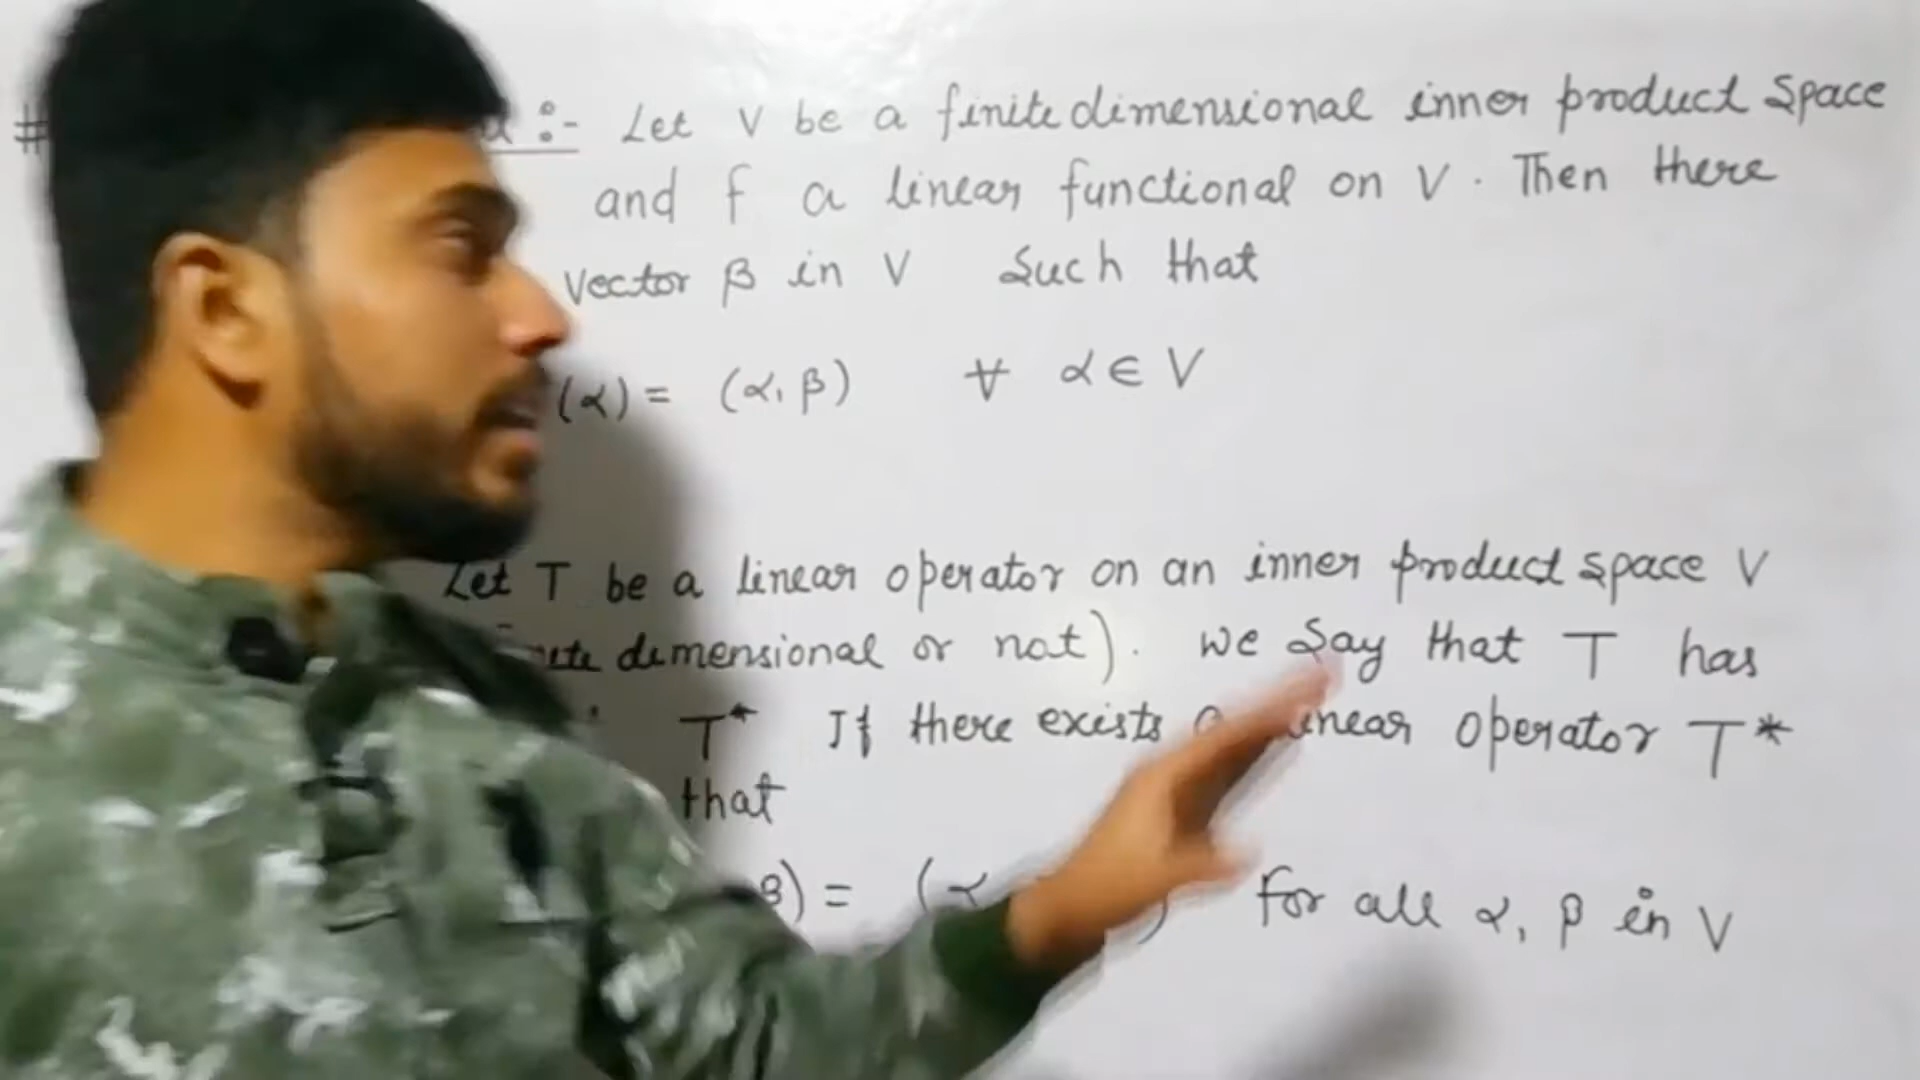 # :- Let V be a finite dimensional inner product space
and f a linear functional on V. Then there
vector β in V such that
(α) = (α, β) ∀ α ∈ V
Let T be a linear operator on an inner product space V
dimensional or not). We say that T has
T* If there exists linear operator T*
that
β) = (α ) for all α, β in V